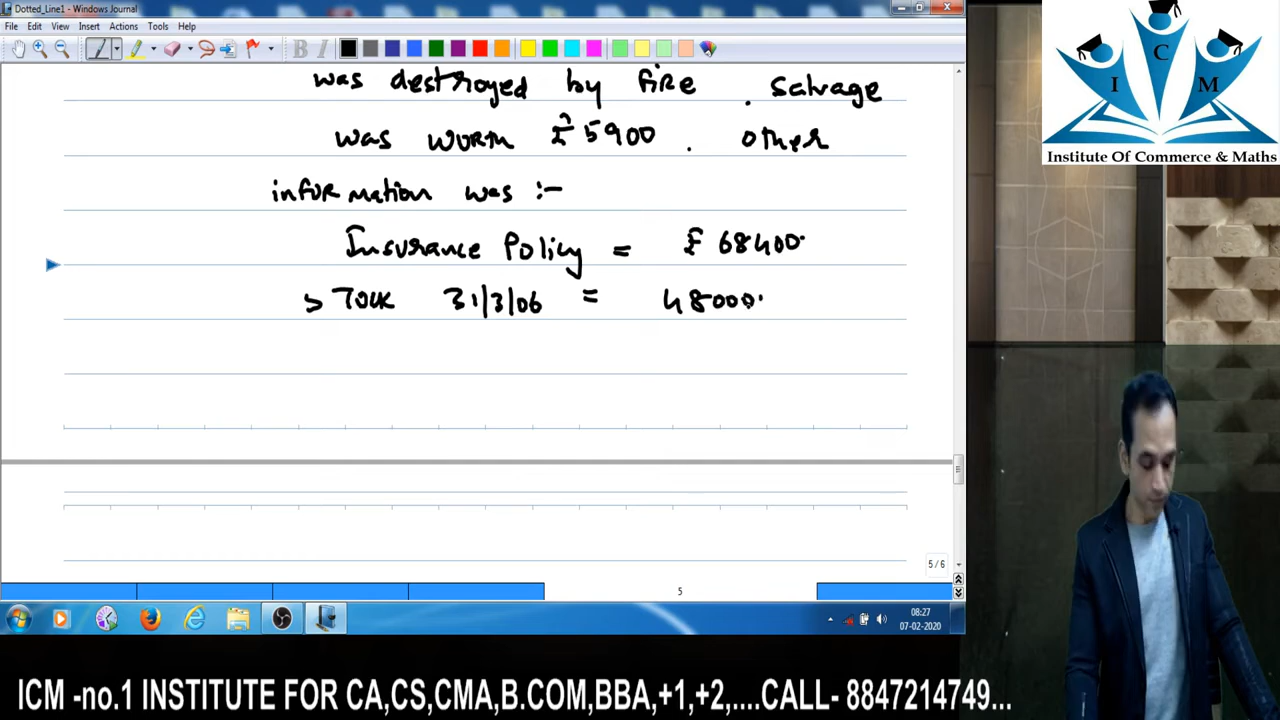 Dotted_Line1 - Windows Journal
File Edit View Insert Actions Tools Help
B I
was destroyed by fire . salvage
was worth ₹ 5900 . other
information was :-
Insurance Policy = ₹ 68400
Stock 31/3/06 = 48000
5/6
5
08:27
07-02-2020
I C M
Institute Of Commerce & Maths
ICM -no.1 INSTITUTE FOR CA,CS,CMA,B.COM,BBA,+1,+2,....CALL- 8847214749...